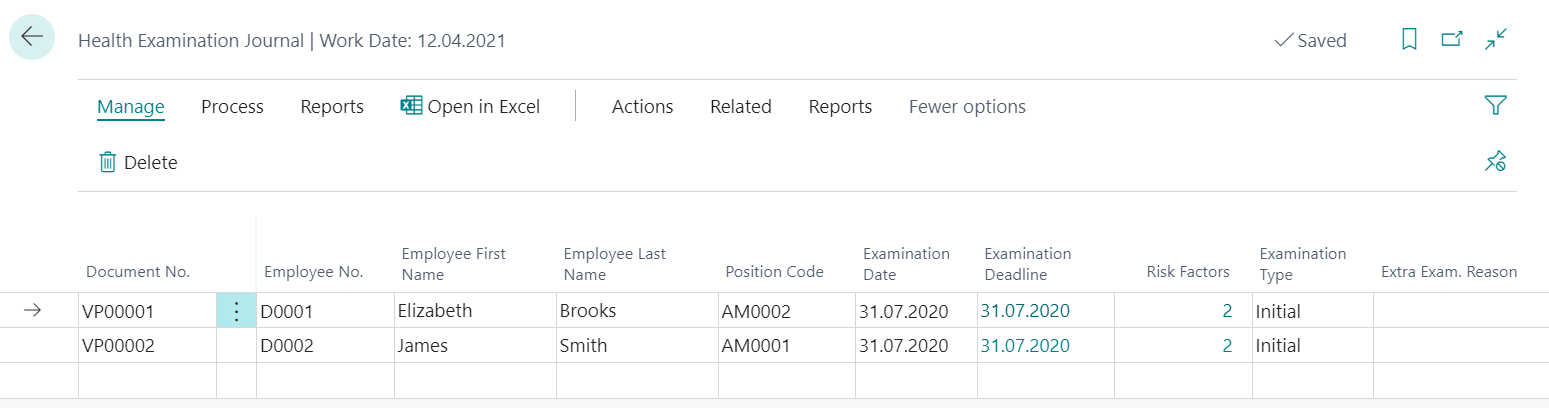 Health Examination Journal | Work Date: 12.04.2021
Saved
Manage Process Reports Open in Excel Actions Related Reports Fewer options
Delete
Document No. Employee No. Employee First Name Employee Last Name Position Code Examination Date Examination Deadline Risk Factors Examination Type Extra Exam. Reason
VP00001 D0001 Elizabeth Brooks AM0002 31.07.2020 31.07.2020 2 Initial
VP00002 D0002 James Smith AM0001 31.07.2020 31.07.2020 2 Initial